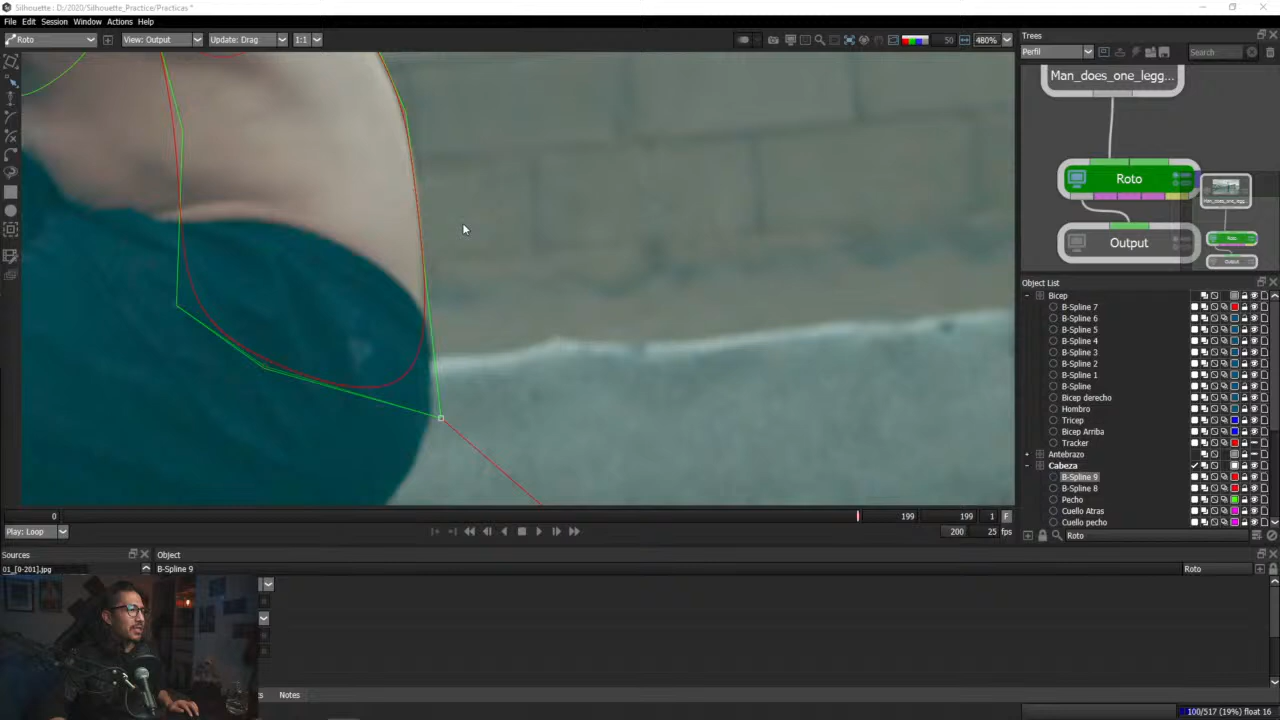 Silhouette : D:/2020/Silhouette_Practice/Practicas *
File Edit Session Window Actions Help
Roto View: Output Update: Drag 1:1 50 480%
Trees
Perfil Search
Man_does_one_legg...
Roto
Output
Object List
Bicep
B-Spline 7
B-Spline 6
B-Spline 5
B-Spline 4
B-Spline 3
B-Spline 2
B-Spline 1
B-Spline
Bicep derecho
Hombro
Tricep
Bicep Arriba
Tracker
Antebrazo
Cabeza
B-Spline 9
B-Spline 8
Pecho
Cuello Atras
Cuello pecho
Roto
0 199 199 1 F
Play: Loop 200 25 fps
Sources Object
01_[0-201].jpg B-Spline 9 Roto
Notes
100/517 (19%) float 16